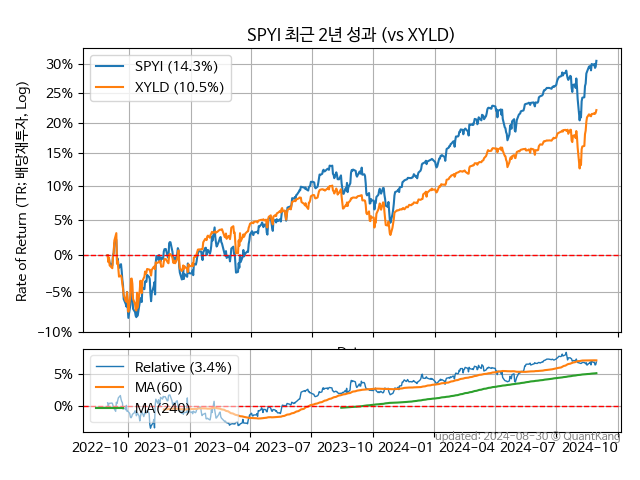 SPYI 최근 2년 성과 (vs XYLD)
Rate of Return (TR: 배당재투자, Log)
30%
25%
20%
15%
10%
5%
0%
−5%
−10%
SPYI (14.3%)
XYLD (10.5%)
5%
0%
Relative (3.4%)
MA(60)
MA(240)
2022-10 2023-01 2023-04 2023-07 2023-10 2024-01 2024-04 2024-07 2024-10
updated: 2024-08-30 © QuantKang